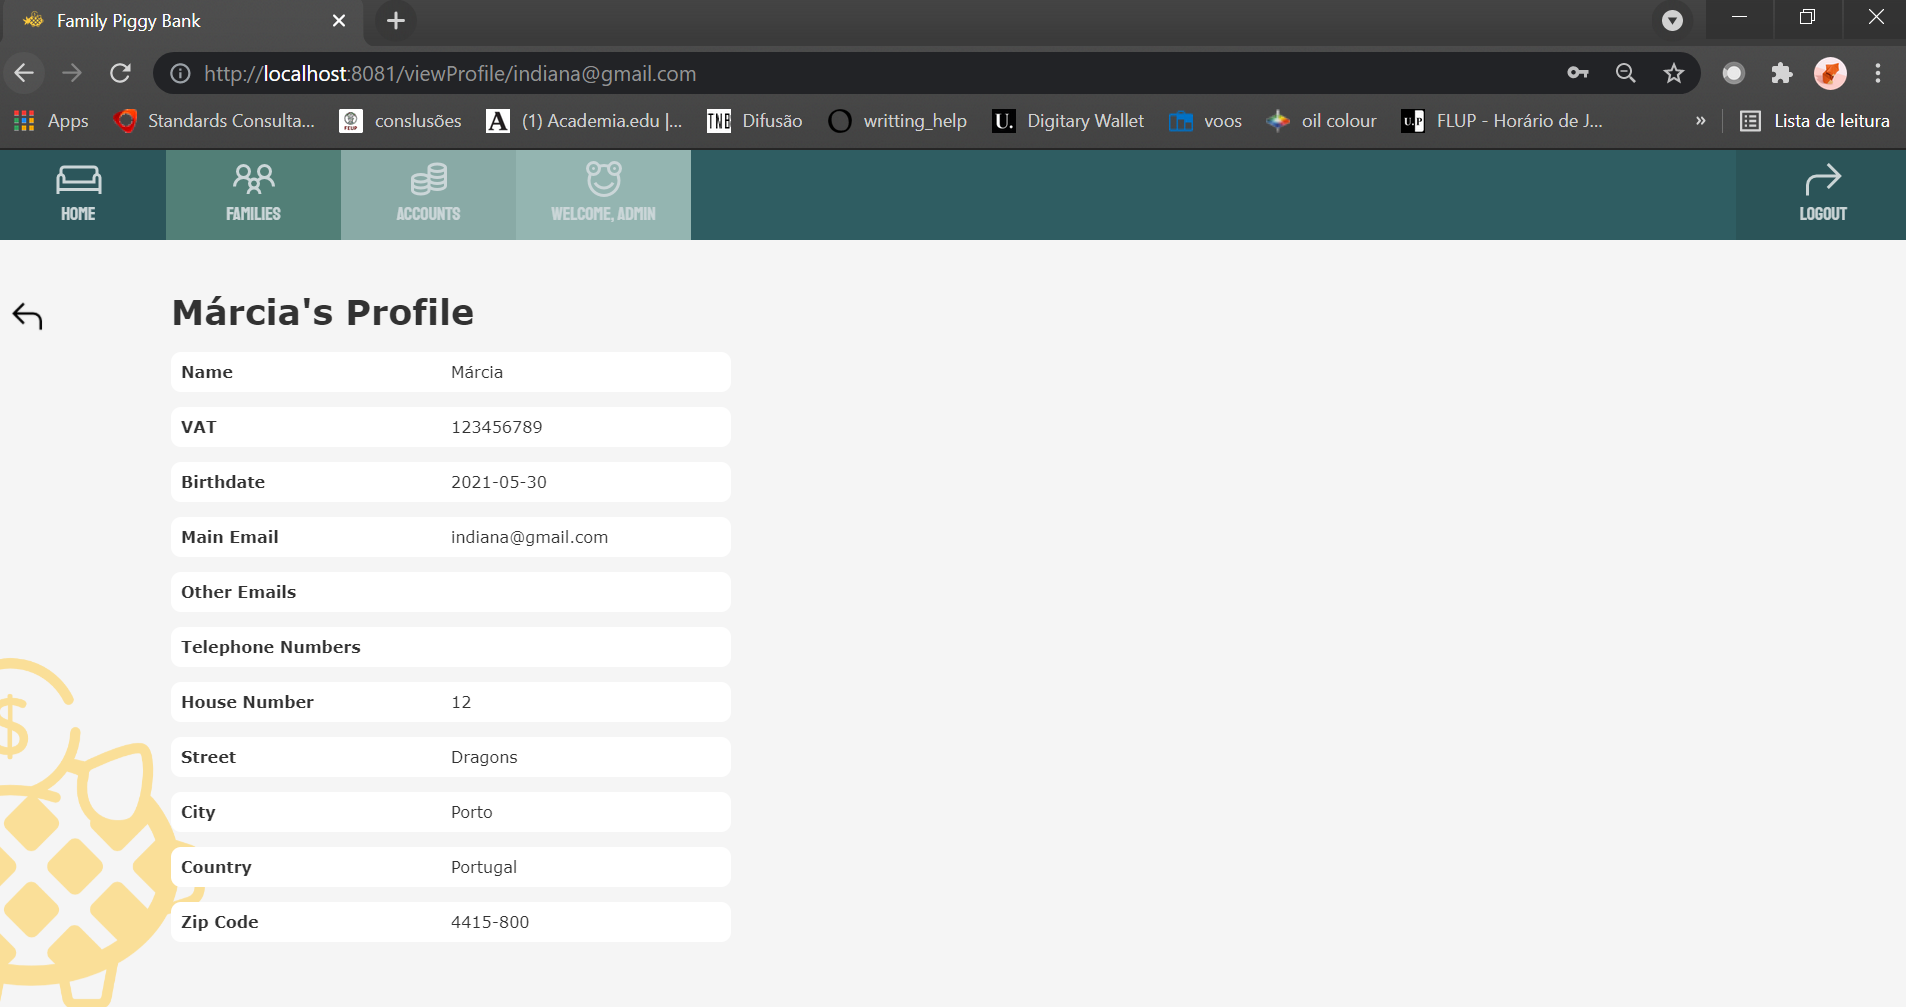 Family Piggy Bank
http://localhost:8081/viewProfile/indiana@gmail.com
Apps Standards Consulta... conslusões (1) Academia.edu |... Difusão writting_help Digitary Wallet voos oil colour FLUP - Horário de J... » Lista de leitura
HOME FAMILIES ACCOUNTS WELCOME, ADMIN LOGOUT
Márcia's Profile
Name Márcia
VAT 123456789
Birthdate 2021-05-30
Main Email indiana@gmail.com
Other Emails
Telephone Numbers
House Number 12
Street Dragons
City Porto
Country Portugal
Zip Code 4415-800